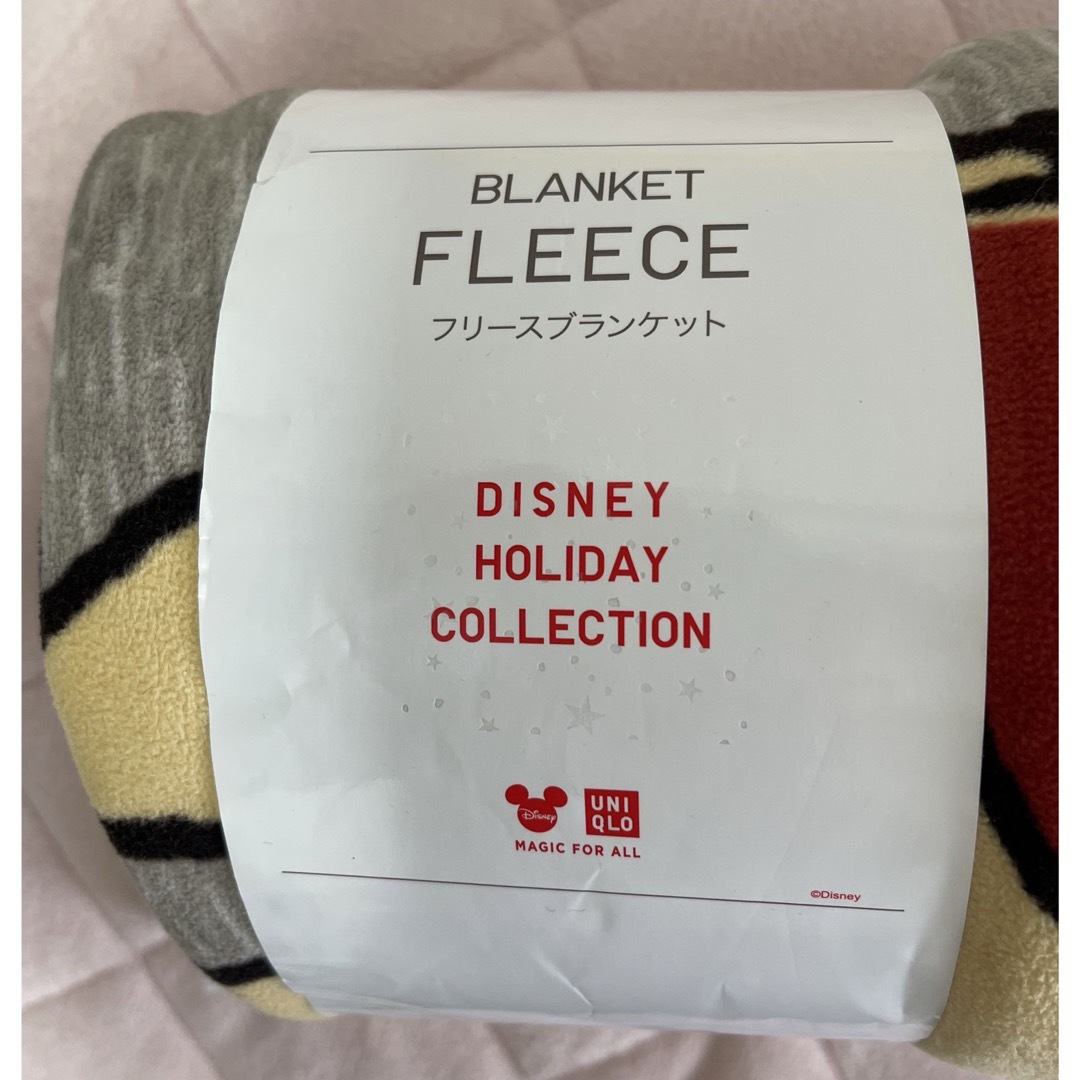 BLANKET
FLEECE
フリースブランケット
DISNEY
HOLIDAY
COLLECTION
Disney
UNI
QLO
MAGIC FOR ALL
©Disney